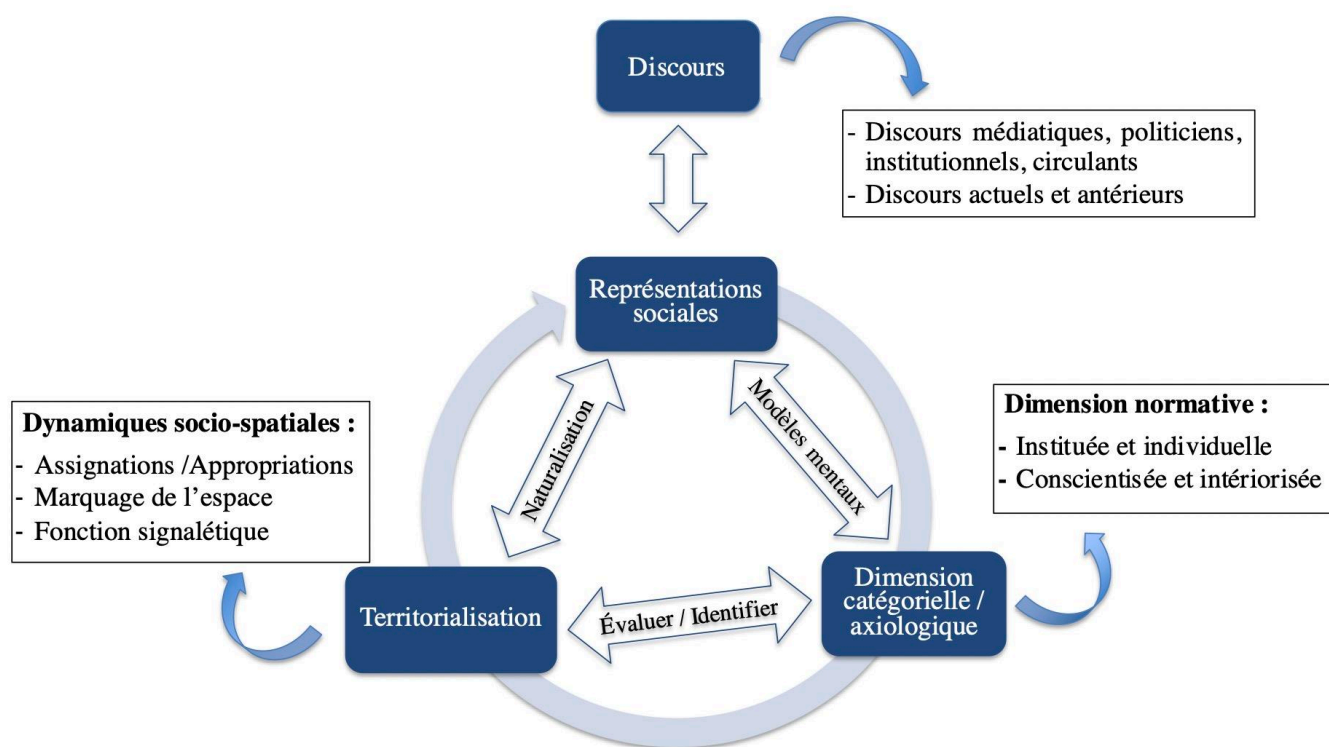 Discours
- Discours médiatiques, politiciens,
institutionnels, circulants
- Discours actuels et antérieurs
Représentations
sociales
Naturalisation
Modèles mentaux
Dynamiques socio-spatiales :
- Assignations /Appropriations
- Marquage de l’espace
- Fonction signalétique
Dimension normative :
- Instituée et individuelle
- Conscientisée et intériorisée
Territorialisation
Évaluer / Identifier
Dimension
catégorielle /
axiologique